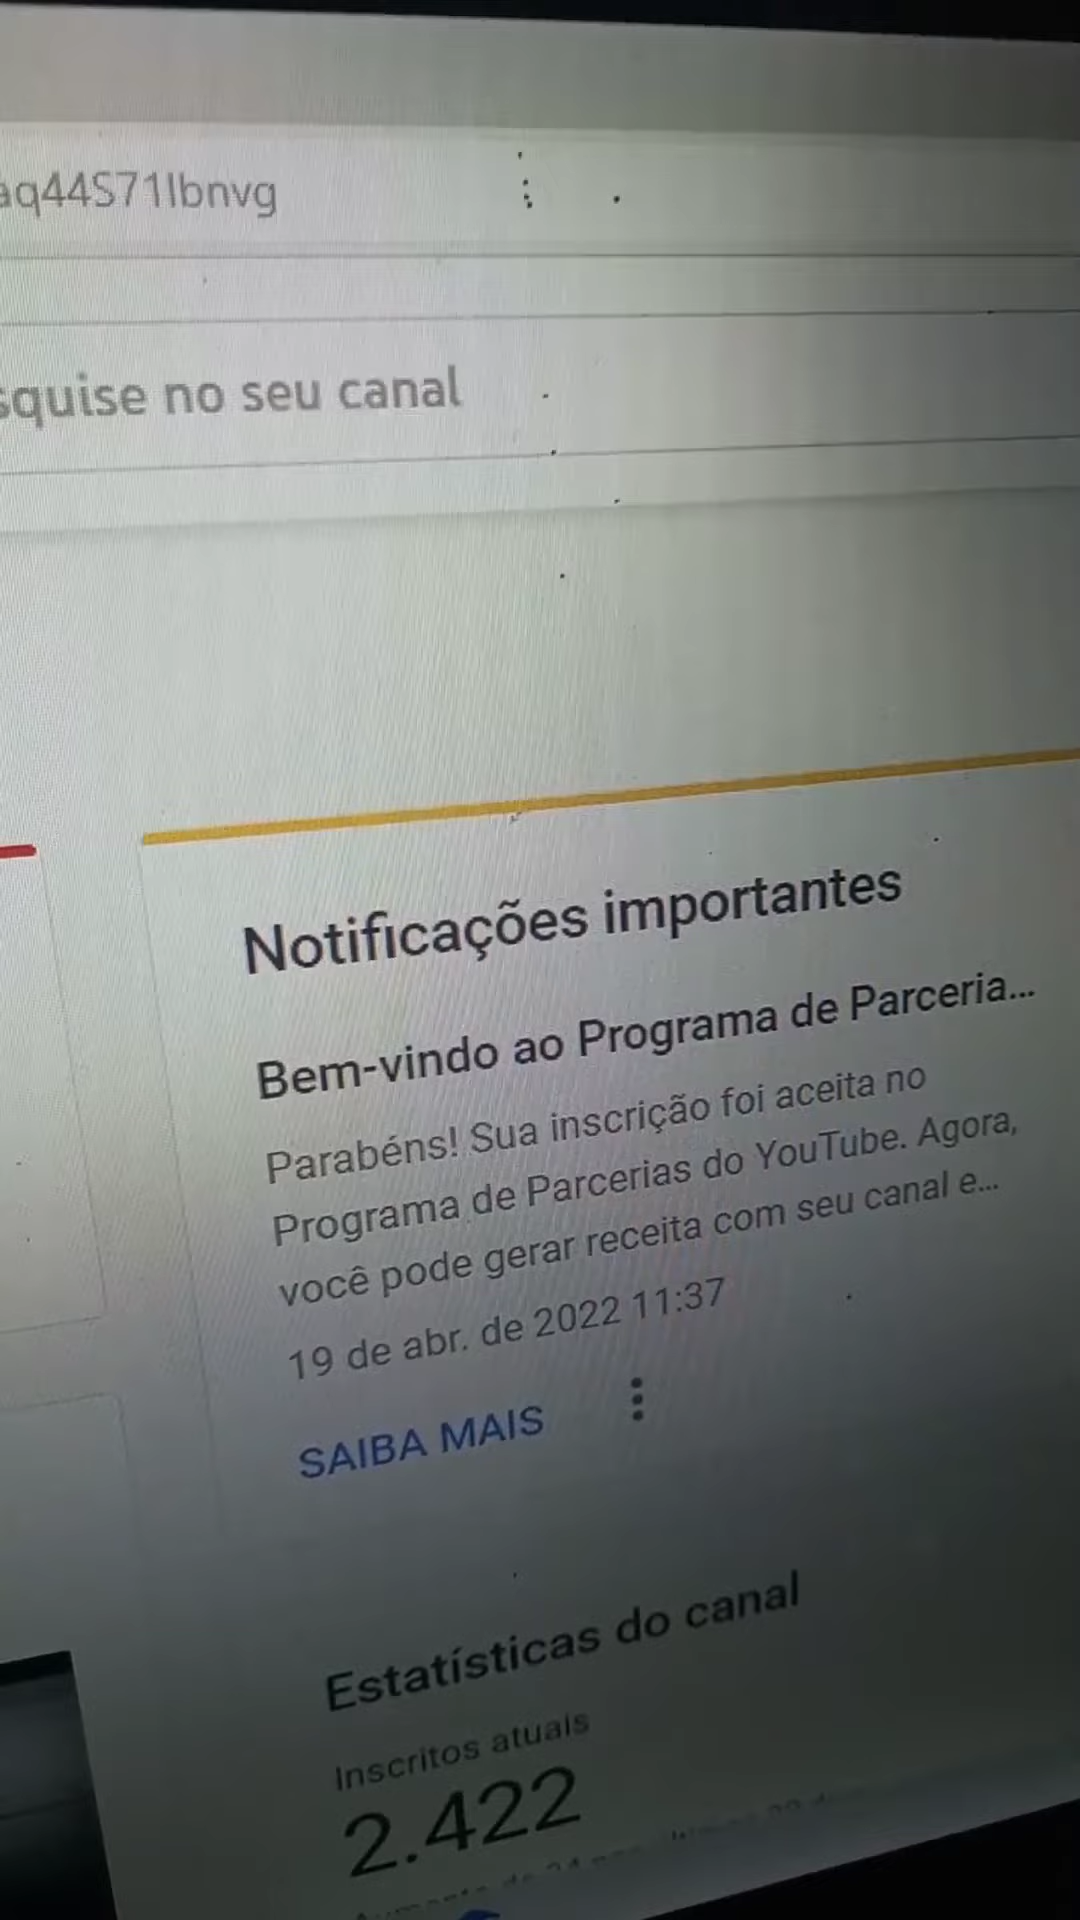 aq44S71lbnvg
squise no seu canal
Notificações importantes
Bem-vindo ao Programa de Parceria...
Parabéns! Sua inscrição foi aceita no
Programa de Parcerias do YouTube. Agora,
você pode gerar receita com seu canal e...
19 de abr. de 2022 11:37
SAIBA MAIS
Estatísticas do canal
Inscritos atuais
2.422